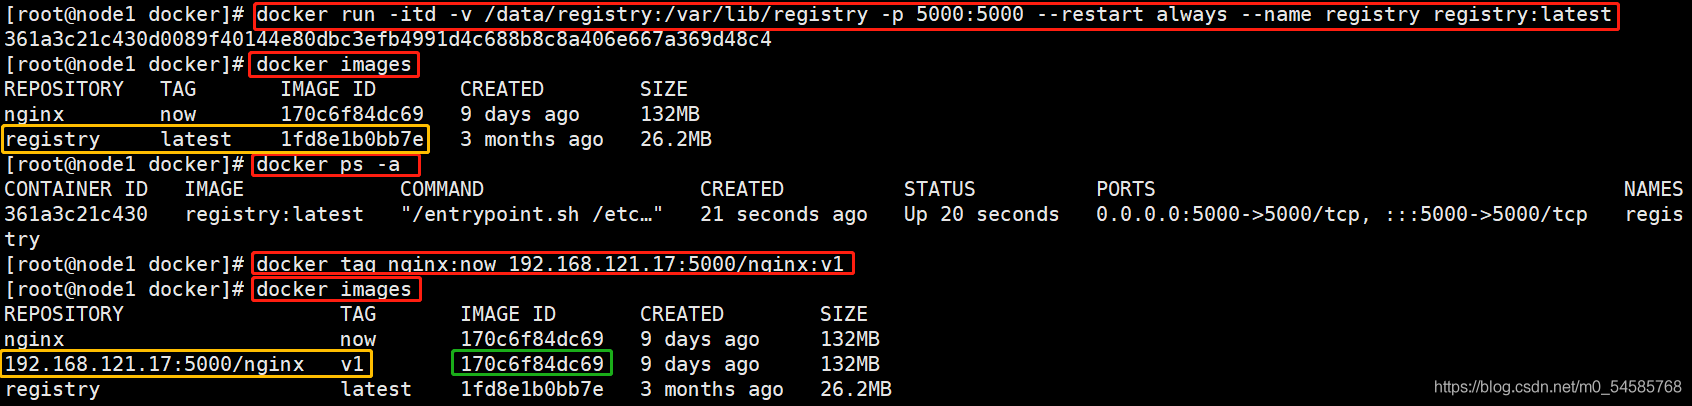 [root@node1 docker]# docker run -itd -v /data/registry:/var/lib/registry -p 5000:5000 --restart always --name registry registry:latest
361a3c21c430d0089f40144e80dbc3efb4991d4c688b8c8a406e667a369d48c4
[root@node1 docker]# docker images
REPOSITORY   TAG       IMAGE ID       CREATED        SIZE
nginx        now       170c6f84dc69   9 days ago     132MB
registry     latest    1fd8e1b0bb7e   3 months ago   26.2MB
[root@node1 docker]# docker ps -a
CONTAINER ID   IMAGE             COMMAND                  CREATED          STATUS          PORTS                                       NAMES
361a3c21c430   registry:latest   "/entrypoint.sh /etc…"   21 seconds ago   Up 20 seconds   0.0.0.0:5000->5000/tcp, :::5000->5000/tcp   regis
try
[root@node1 docker]# docker tag nginx:now 192.168.121.17:5000/nginx:v1
[root@node1 docker]# docker images
REPOSITORY                  TAG       IMAGE ID       CREATED        SIZE
nginx                       now       170c6f84dc69   9 days ago     132MB
192.168.121.17:5000/nginx   v1        170c6f84dc69   9 days ago     132MB
registry                    latest    1fd8e1b0bb7e   3 months ago   26.2MB
https://blog.csdn.net/m0_54585768